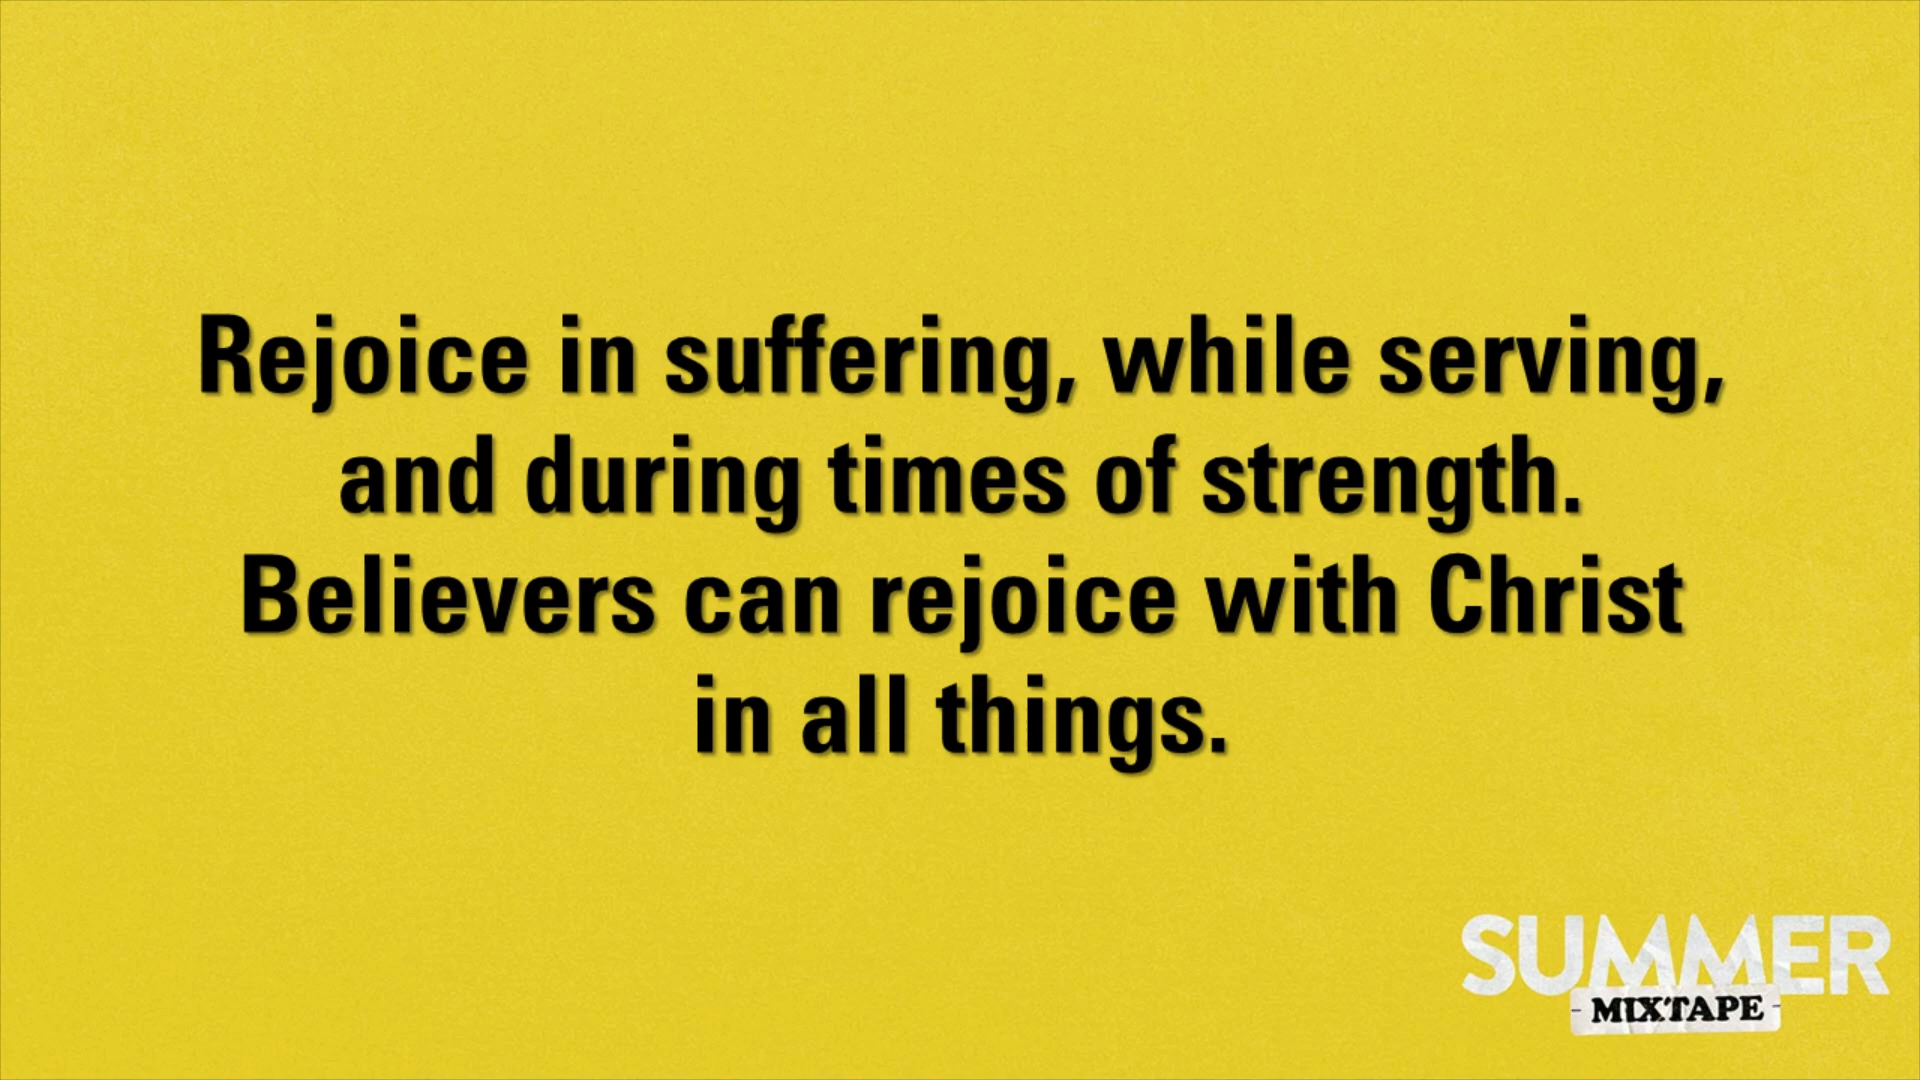 Rejoice in suffering, while serving,
and during times of strength.
Believers can rejoice with Christ
in all things.
SUMMER
- MIXTAPE -